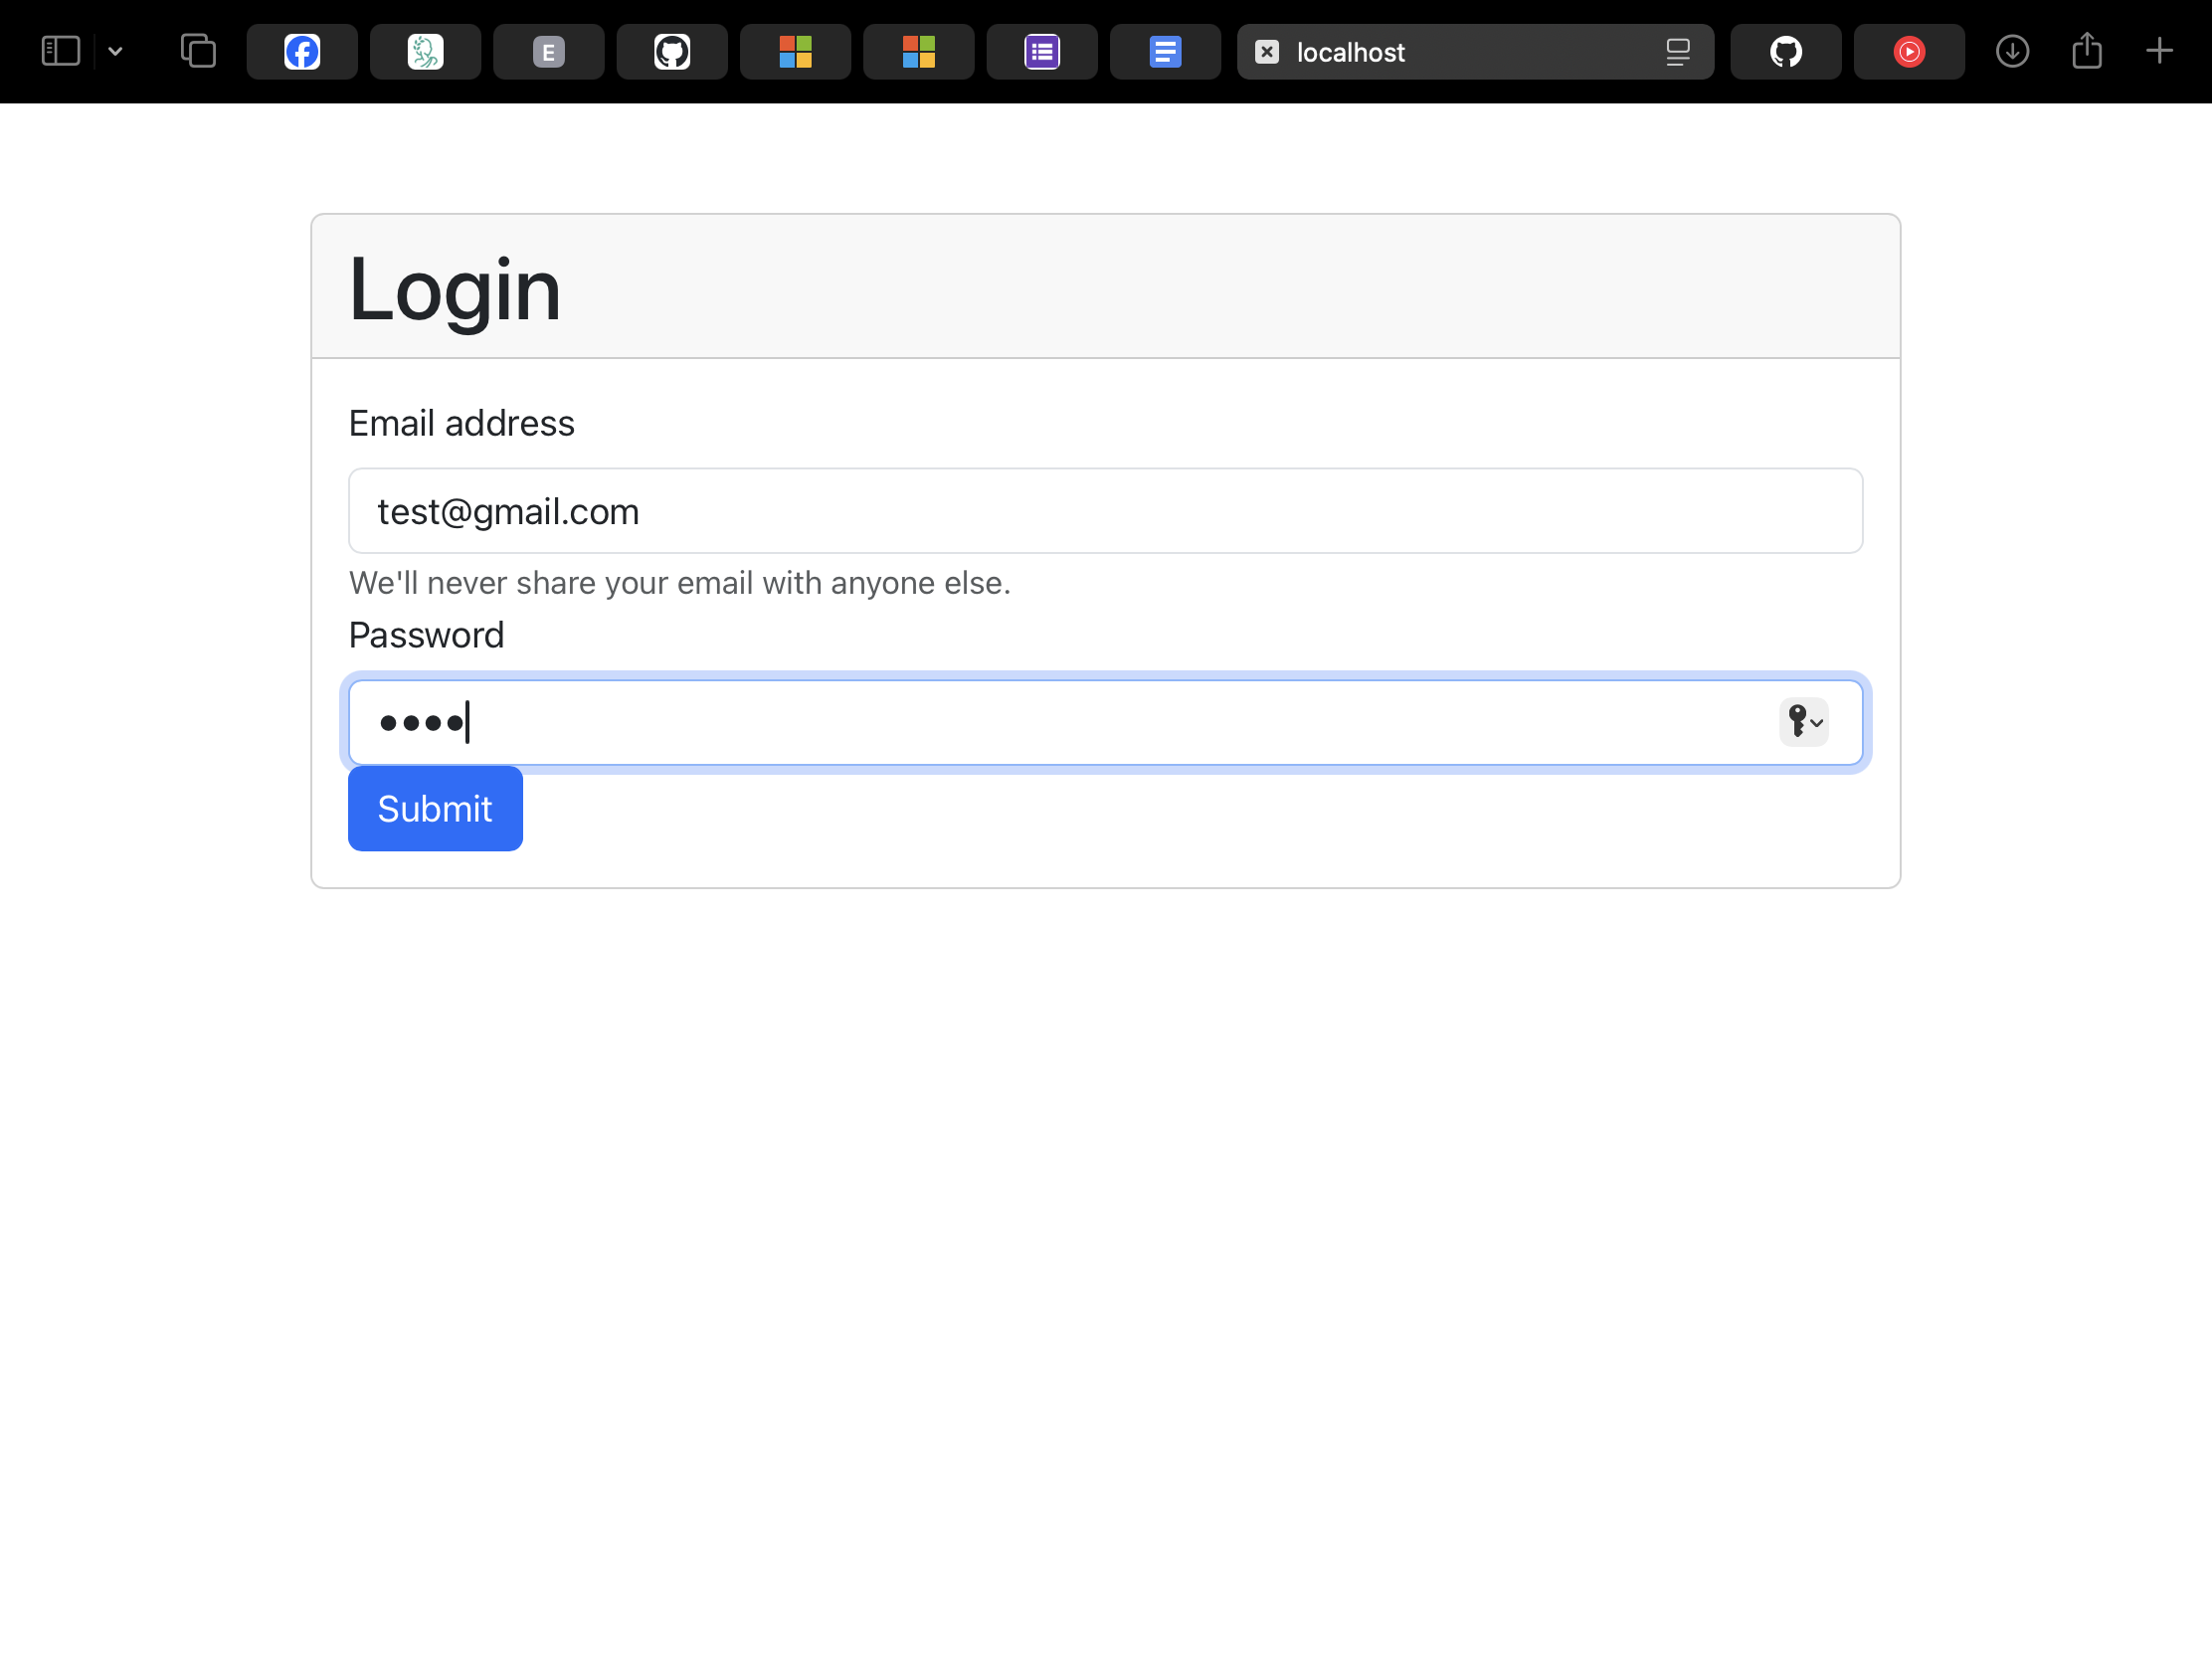 E
localhost
Login
Email address
test@gmail.com
We'll never share your email with anyone else.
Password
Submit